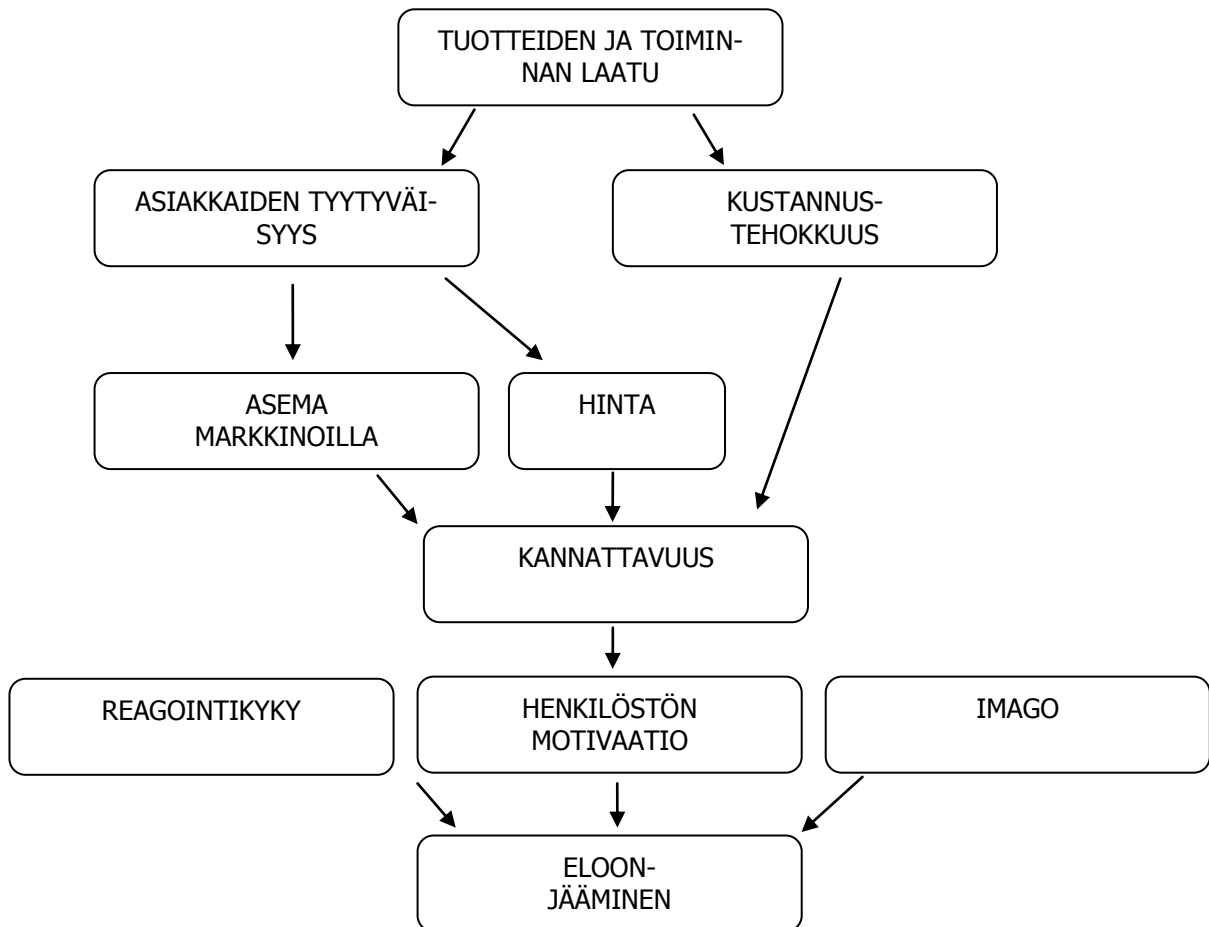 TUOTTEIDEN JA TOIMIN-
NAN LAATU
ASIAKKAIDEN TYYTYVÄI-
SYYS
KUSTANNUS-
TEHOKKUUS
ASEMA
MARKKINOILLA
HINTA
KANNATTAVUUS
REAGOINTIKYKY
HENKILÖSTÖN
MOTIVAATIO
IMAGO
ELOON-
JÄÄMINEN